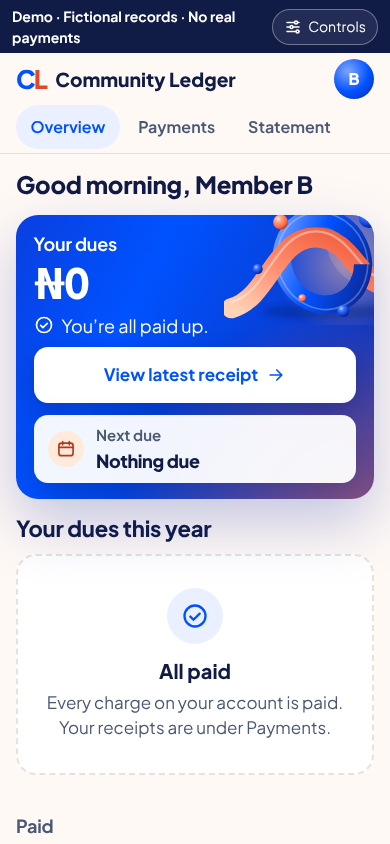 Demo · Fictional records · No real
payments
Controls
CL Community Ledger
B
Overview
Payments
Statement
Good morning, Member B
Your dues
₦0
You’re all paid up.
View latest receipt →
Next due
Nothing due
Your dues this year
All paid
Every charge on your account is paid.
Your receipts are under Payments.
Paid